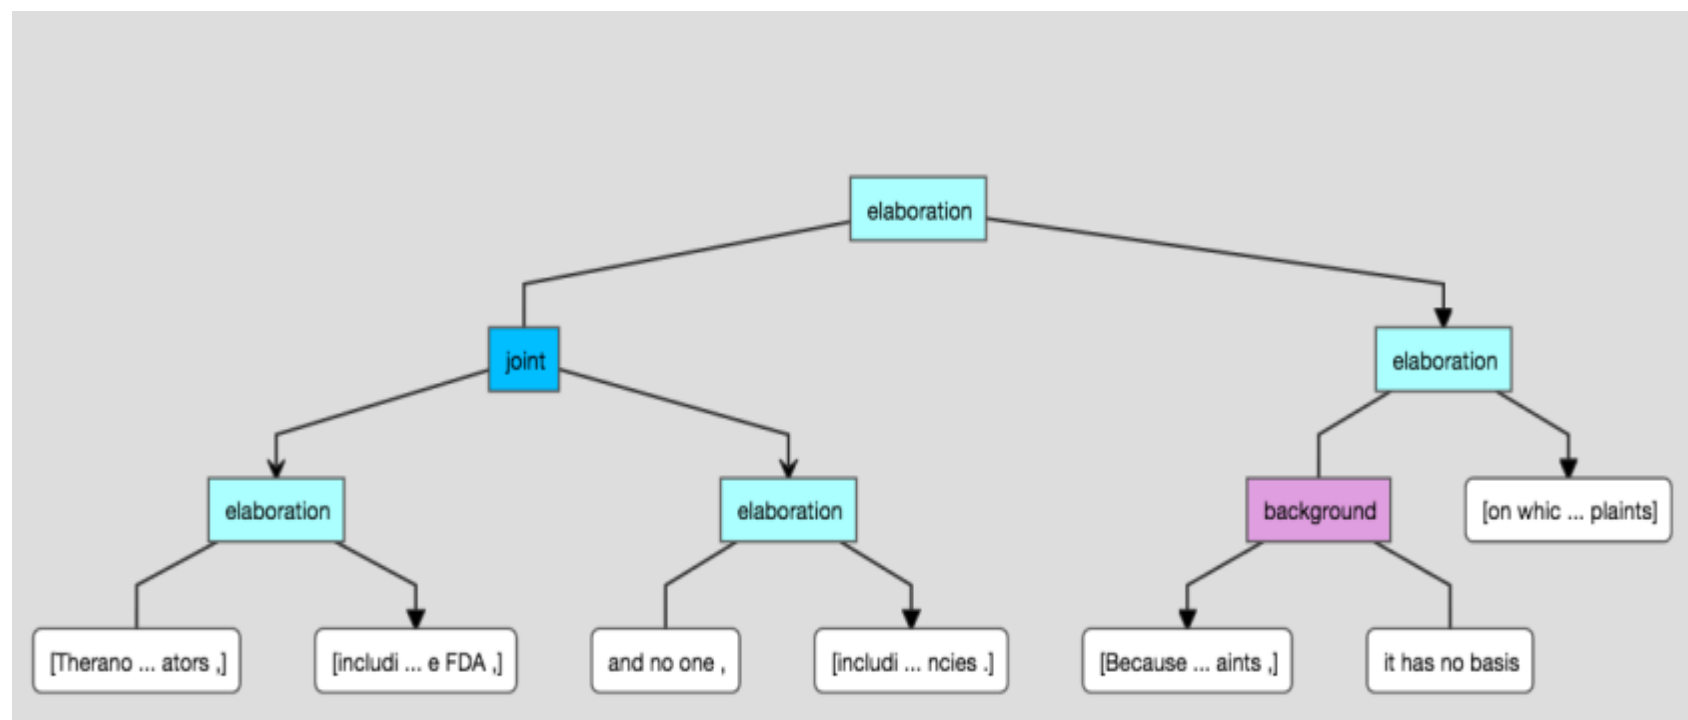 elaboration
joint
elaboration
elaboration
elaboration
background
[on whic ... plaints]
[Therano ... ators ,]
[includi ... e FDA ,]
and no one ,
[includi ... ncies .]
[Because ... aints ,]
it has no basis